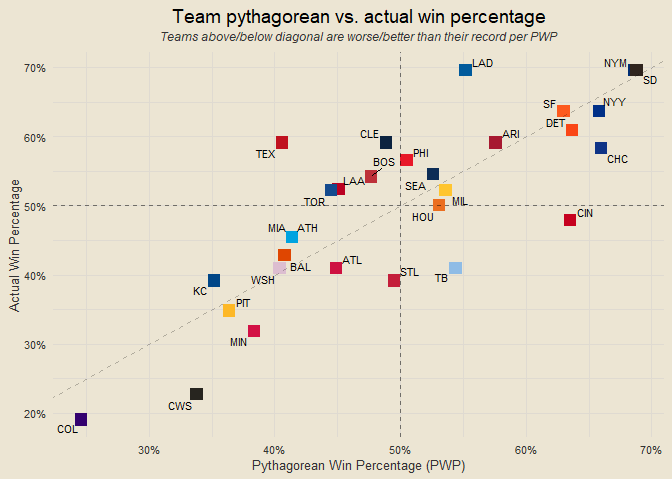 Team pythagorean vs. actual win percentage
Teams above/below diagonal are worse/better than their record per PWP
Actual Win Percentage
70%
60%
50%
40%
30%
20%
LAD
NYM
SD
SF
NYY
DET
CHC
ARI
CIN
TEX
CLE
PHI
BOS
LAA
TOR
SEA
MIL
HOU
MIA
ATH
WSH
BAL
ATL
STL
TB
KC
PIT
MIN
CWS
COL
30%
40%
50%
60%
70%
Pythagorean Win Percentage (PWP)